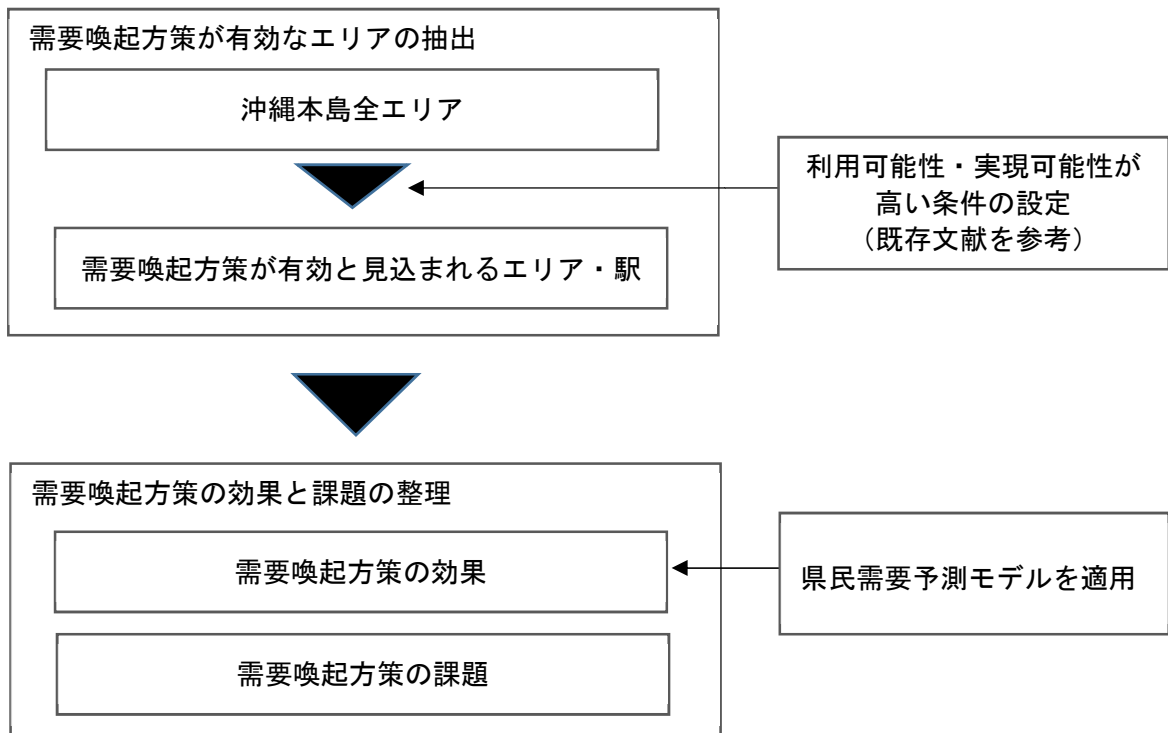 需要喚起方策が有効なエリアの抽出
沖縄本島全エリア
利用可能性・実現可能性が
高い条件の設定
（既存文献を参考）
需要喚起方策が有効と見込まれるエリア・駅
需要喚起方策の効果と課題の整理
需要喚起方策の効果
県民需要予測モデルを適用
需要喚起方策の課題